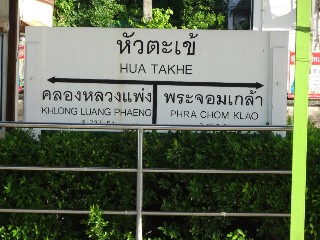 หัวตะเข้
HUA TAKHE
คลองหลวงแพ่ง พระจอมเกล้า
KHLONG LUANG PHAENG PHRA CHOM KLAO